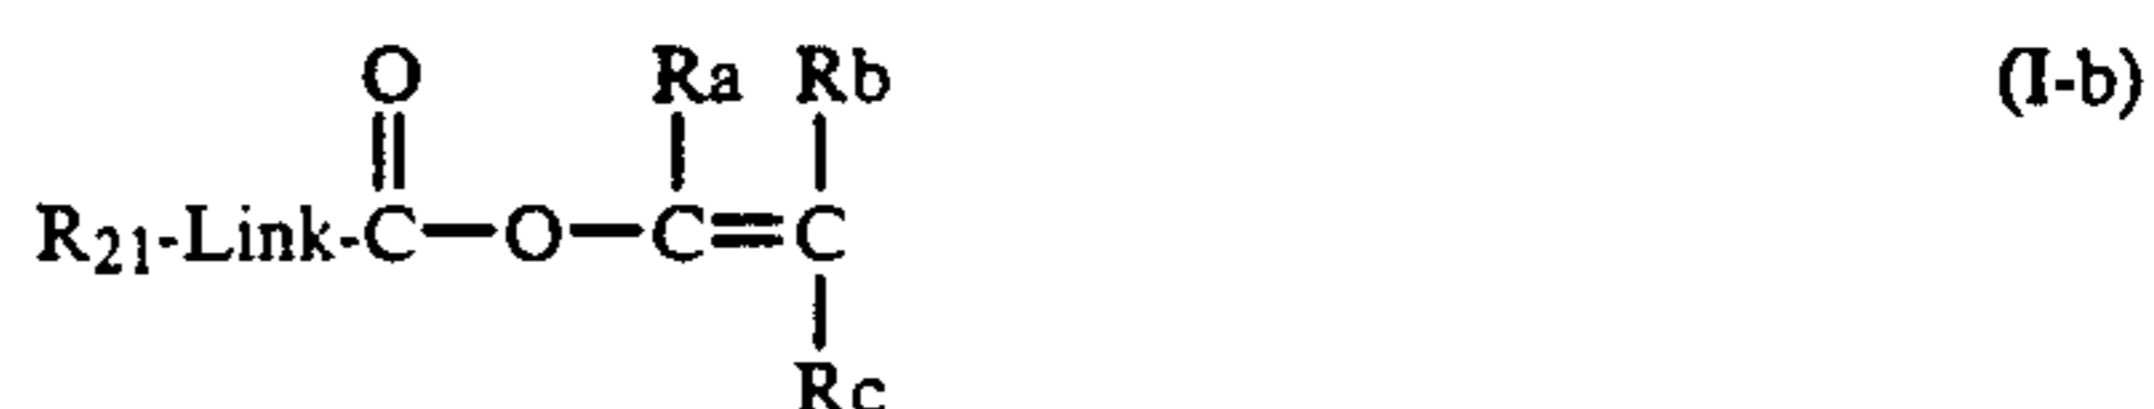 O Ra Rb (I-b)
R₂₁-Link-C—O—C=C
Rc